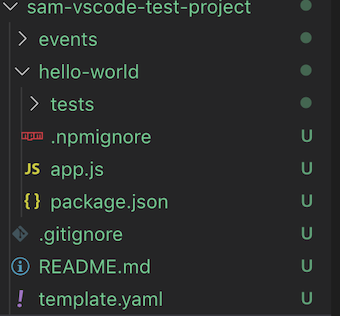 sam-vscode-test-project
events
hello-world
tests
npm .npmignore U
JS app.js U
{} package.json U
.gitignore U
i README.md U
! template.yaml U